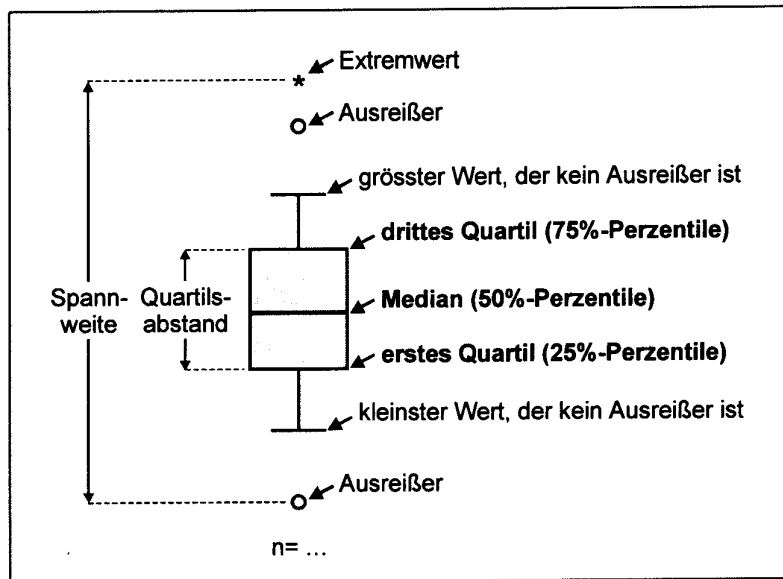 Extremwert
*
Ausreißer
grösster Wert, der kein Ausreißer ist
drittes Quartil (75%-Perzentile)
Spann-
weite
Quartils-
abstand
Median (50%-Perzentile)
erstes Quartil (25%-Perzentile)
kleinster Wert, der kein Ausreißer ist
Ausreißer
n= ...